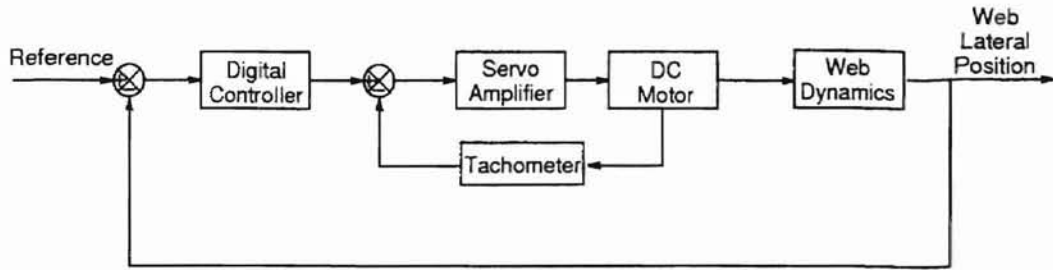 Web
Lateral
Position
Reference
Digital
Controller
Servo
Amplifier
DC
Motor
Web
Dynamics
Tachometer